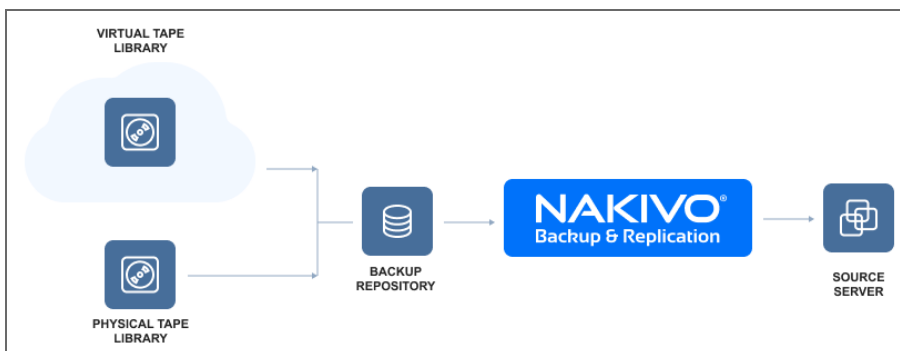 VIRTUAL TAPE
LIBRARY
NAKIVO®
Backup & Replication
BACKUP
REPOSITORY
SOURCE
SERVER
PHYSICAL TAPE
LIBRARY